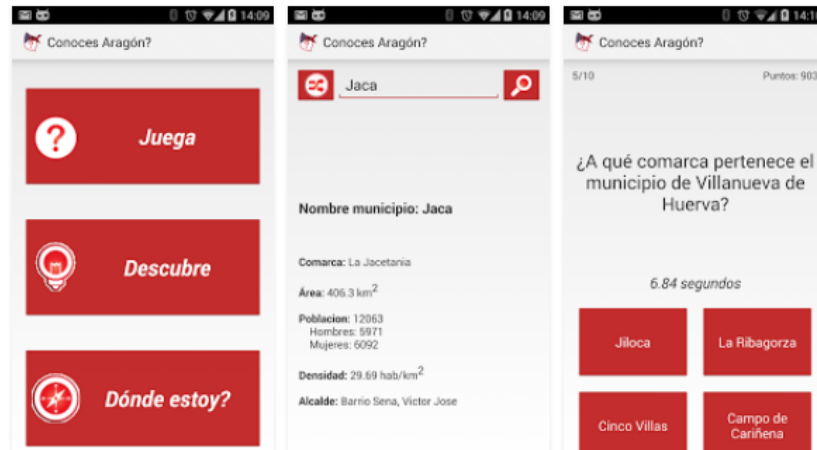 14:09
Conoces Aragón?
Juega
Descubre
Dónde estoy?
14:09
Conoces Aragón?
Jaca
Nombre municipio: Jaca
Comarca: La Jacetania
Área: 406.3 km2
Poblacion: 12063
Hombres: 5971
Mujeres: 6092
Densidad: 29.69 hab/km2
Alcalde: Barrio Sena, Victor Jose
Conoces Aragón?
5/10
Puntos: 903
¿A qué comarca pertenece el
municipio de Villanueva de
Huerva?
6.84 segundos
Jiloca
La Ribagorza
Cinco Villas
Campo de
Cariñena